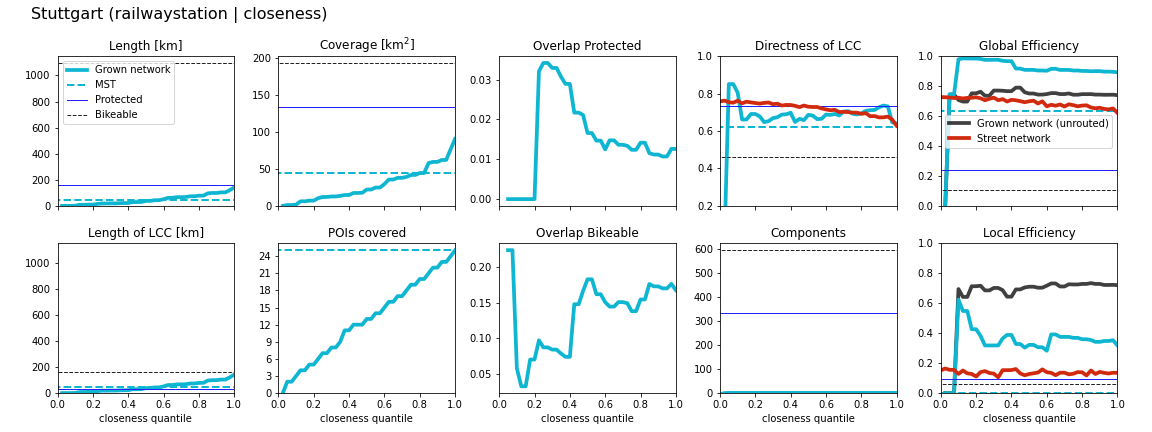 Stuttgart (railwaystation | closeness)
Length [km]
Coverage [km²]
Overlap Protected
Directness of LCC
Global Efficiency
Grown network
MST
Protected
Bikeable
Grown network (unrouted)
Street network
0
200
400
600
800
1000
0
50
100
150
200
0.00
0.01
0.02
0.03
0.2
0.4
0.6
0.8
1.0
0.0
0.2
0.4
0.6
0.8
1.0
Length of LCC [km]
POIs covered
Overlap Bikeable
Components
Local Efficiency
0
200
400
600
800
1000
0
3
6
9
12
15
18
21
24
0.05
0.10
0.15
0.20
0
100
200
300
400
500
600
0.0
0.2
0.4
0.6
0.8
1.0
0.0 0.2 0.4 0.6 0.8 1.0
0.0 0.2 0.4 0.6 0.8 1.0
0.0 0.2 0.4 0.6 0.8 1.0
0.0 0.2 0.4 0.6 0.8 1.0
0.0 0.2 0.4 0.6 0.8 1.0
closeness quantile
closeness quantile
closeness quantile
closeness quantile
closeness quantile